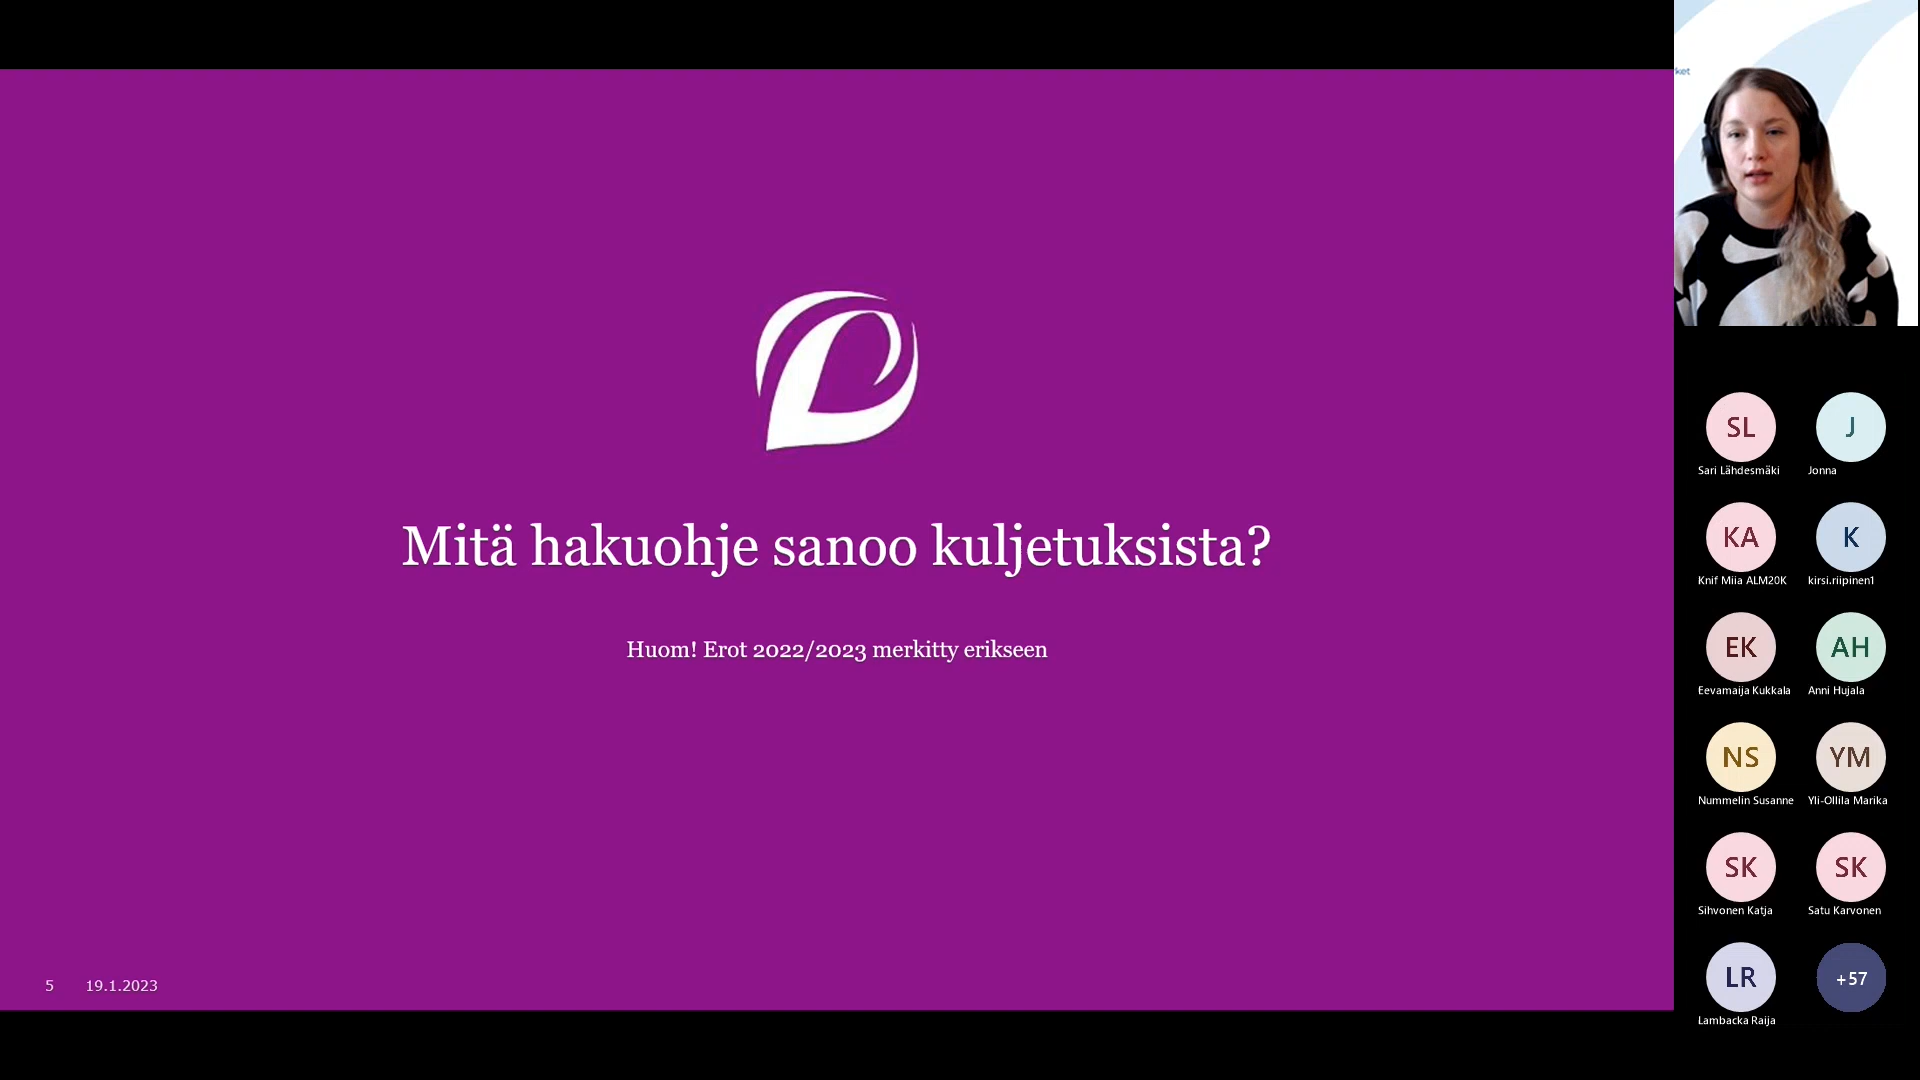 ket
Mitä hakuohje sanoo kuljetuksista?
Huom! Erot 2022/2023 merkitty erikseen
5 19.1.2023
SL J
Sari Lähdesmäki Jonna
KA K
Knif Miia ALM20K kirsi.riipinen1
EK AH
Eevamaija Kukkala Anni Hujala
NS YM
Nummelin Susanne Yli-Ollila Marika
SK SK
Sihvonen Katja Satu Karvonen
LR +57
Lambacka Raija